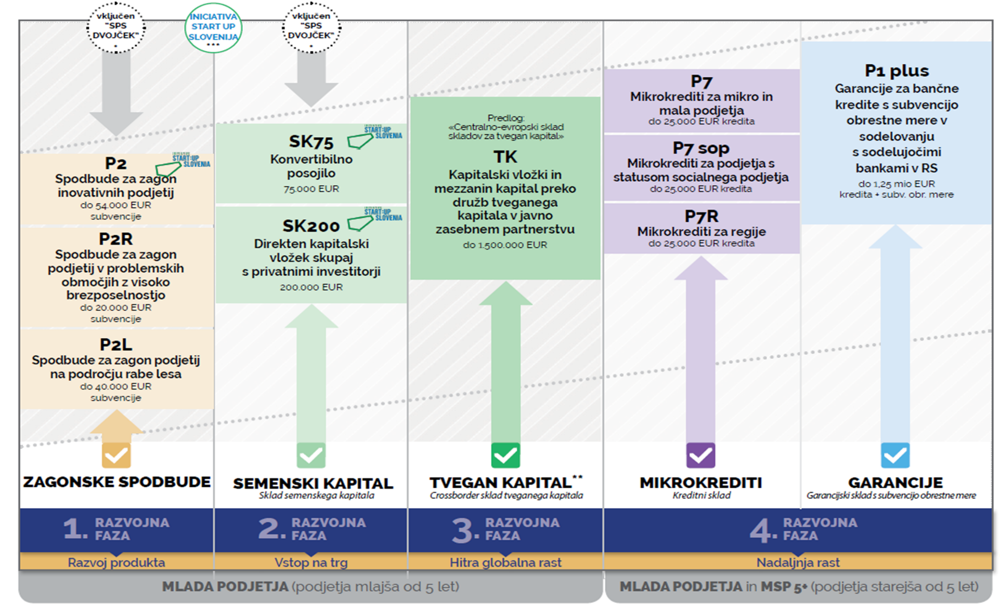 vključen
"SPS
DVOJČEK"
*
INICIATIVA
START UP
SLOVENIJA
***
vključen
"SPS
DVOJČEK"
*
P2
START:UP
SLOVENIA
Spodbude za zagon
inovativnih podjetij
do 54.000 EUR
subvencije
P2R
Spodbude za zagon
podjetij v problemskih
območjih z visoko
brezposelnostjo
do 20.000 EUR
subvencije
P2L
Spodbude za zagon podjetij
na področju rabe lesa
do 40.000 EUR
subvencije
ZAGONSKE SPODBUDE
SK75
START:UP
SLOVENIA
Konvertibilno
posojilo
75.000 EUR
SK200
START:UP
SLOVENIA
Direkten kapitalski
vložek skupaj
s privatnimi investitorji
200.000 EUR
SEMENSKI KAPITAL
Sklad semenskega kapitala
Predlog:
«Centralno-evropski sklad
skladov za tvegan kapital»
TK
Kapitalski vložki in
mezzanin kapital preko
družb tveganega
kapitala v javno
zasebnem partnerstvu
do 1.500.000 EUR
TVEGAN KAPITAL**
Crossborder sklad tveganega kapitala
P7
Mikrokrediti za mikro in
mala podjetja
do 25.000 EUR kredita
P7 sop
Mikrokrediti za podjetja s
statusom socialnega podjetja
do 25.000 EUR kredita
P7R
Mikrokrediti za regije
do 25.000 EUR kredita
MIKROKREDITI
Kreditni sklad
P1 plus
Garancije za bančne
kredite s subvencijo
obrestne mere v
sodelovanju
s sodelujočimi
bankami v RS
do 1,25 mio EUR
kredita + subv. obr. mere
GARANCIJE
Garancijski sklad s subvencijo obrestne mere
1. RAZVOJNA
FAZA
2. RAZVOJNA
FAZA
3. RAZVOJNA
FAZA
4. RAZVOJNA
FAZA
Razvoj produkta
Vstop na trg
Hitra globalna rast
Nadaljnja rast
MLADA PODJETJA (podjetja mlajša od 5 let)
MLADA PODJETJA in MSP 5+ (podjetja starejša od 5 let)